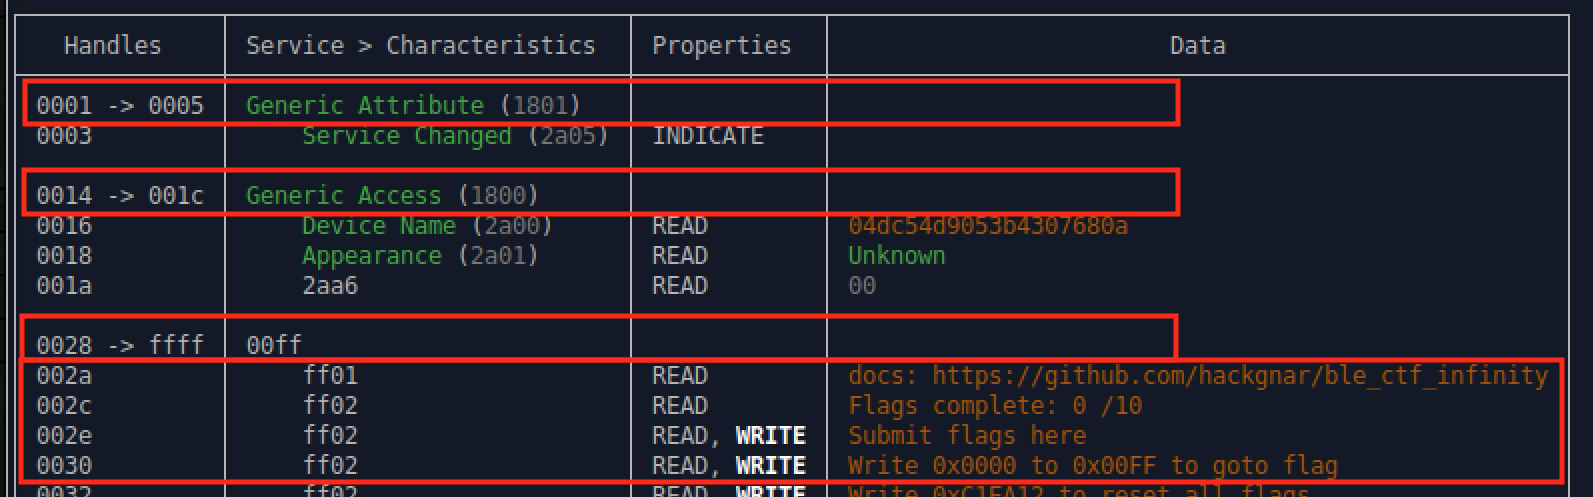 Handles Service > Characteristics Properties Data
0001 -> 0005 Generic Attribute (1801)
0003 Service Changed (2a05) INDICATE
0014 -> 001c Generic Access (1800)
0016 Device Name (2a00) READ 04dc54d9053b4307680a
0018 Appearance (2a01) READ Unknown
001a 2aa6 READ 00
0028 -> ffff 00ff
002a ff01 READ docs: https://github.com/hackgnar/ble_ctf_infinity
002c ff02 READ Flags complete: 0 /10
002e ff02 READ, WRITE Submit flags here
0030 ff02 READ, WRITE Write 0x0000 to 0x00FF to goto flag
0032 ff02 READ, WRITE Write 0xC1EA12 to reset all flags